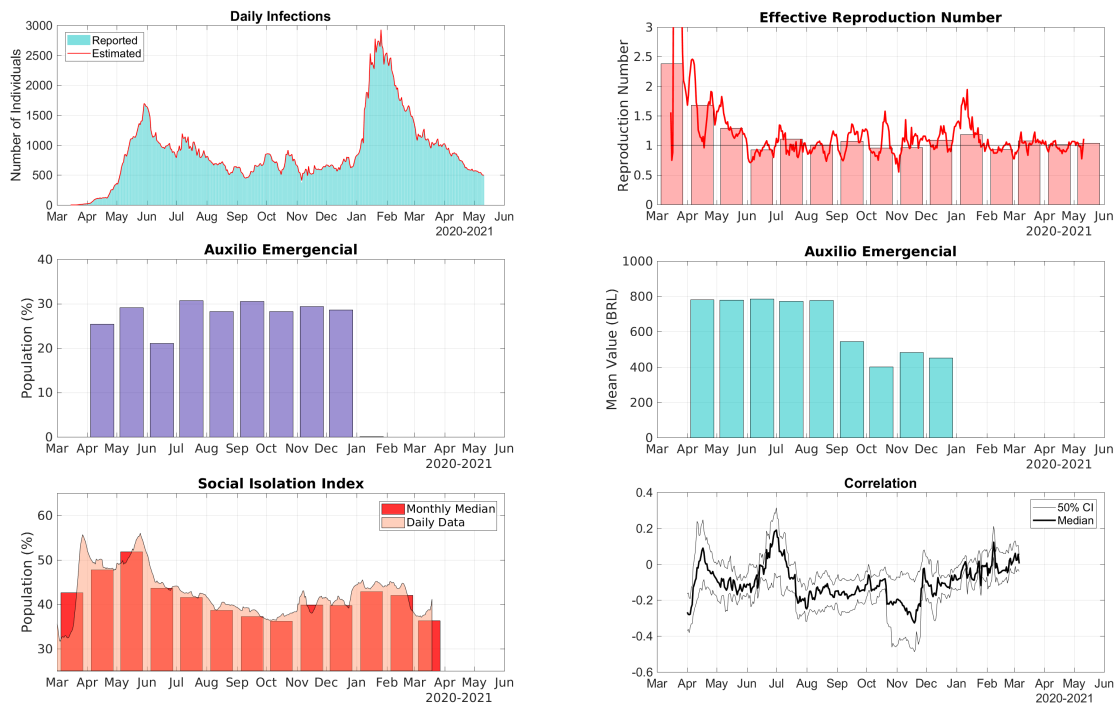 Daily Infections
Number of Individuals
3000
2500
2000
1500
1000
500
0
Reported
Estimated
Mar Apr May Jun Jul Aug Sep Oct Nov Dec Jan Feb Mar Apr May Jun
2020-2021
Effective Reproduction Number
Reproduction Number
3
2.5
2
1.5
1
0.5
0
Mar Apr May Jun Jul Aug Sep Oct Nov Dec Jan Feb Mar Apr May Jun
2020-2021
Auxilio Emergencial
Population (%)
40
30
20
10
0
Mar Apr May Jun Jul Aug Sep Oct Nov Dec Jan Feb Mar Apr May Jun
2020-2021
Auxilio Emergencial
Mean Value (BRL)
1000
800
600
400
200
0
Mar Apr May Jun Jul Aug Sep Oct Nov Dec Jan Feb Mar Apr May Jun
2020-2021
Social Isolation Index
Population (%)
60
50
40
30
Monthly Median
Daily Data
Mar Apr May Jun Jul Aug Sep Oct Nov Dec Jan Feb Mar Apr May Jun
2020-2021
Correlation
0.4
0.2
0
-0.2
-0.4
-0.6
50% CI
Median
Mar Apr May Jun Jul Aug Sep Oct Nov Dec Jan Feb Mar Apr May Jun
2020-2021